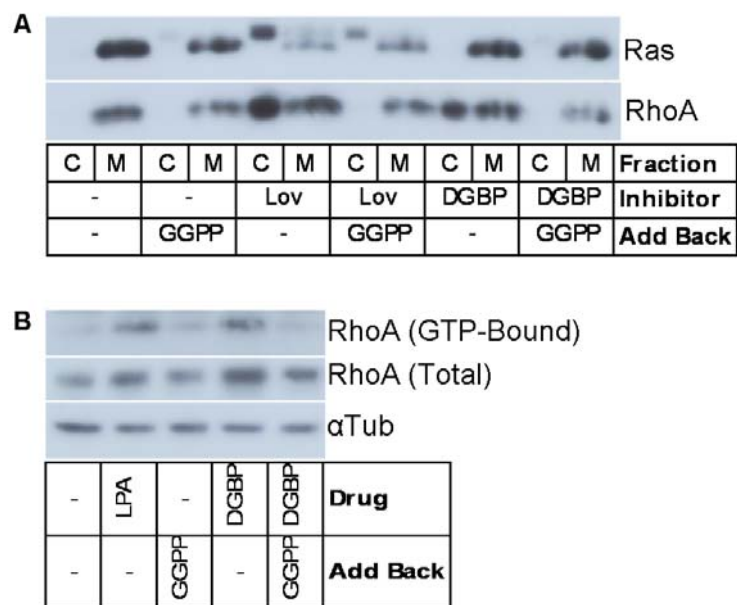 A
Ras
RhoA
C M C M C M C M C M C M Fraction
- - Lov Lov DGBP DGBP Inhibitor
- GGPP - GGPP - GGPP Add Back
B
RhoA (GTP-Bound)
RhoA (Total)
αTub
- LPA - DGBP DGBP Drug
- - GGPP - GGPP Add Back